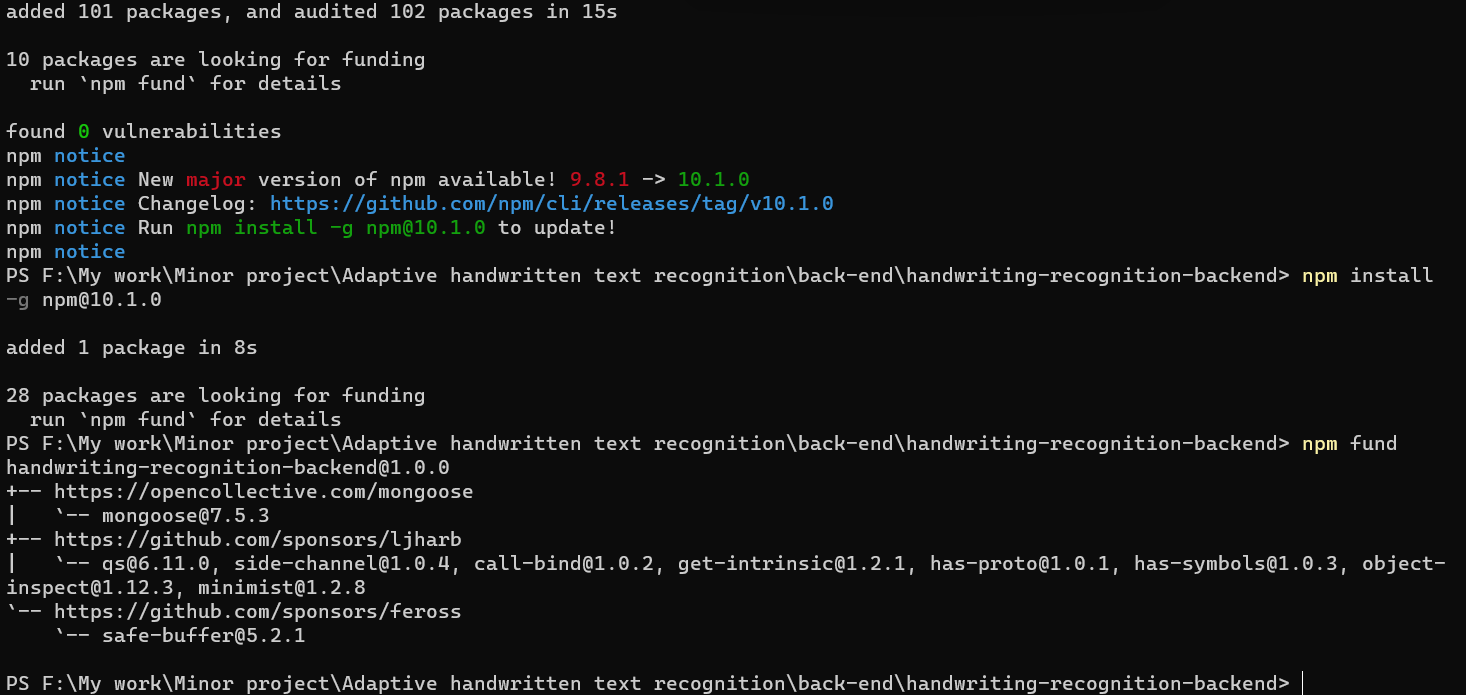 added 101 packages, and audited 102 packages in 15s
10 packages are looking for funding
  run `npm fund` for details
found 0 vulnerabilities
npm notice
npm notice New major version of npm available! 9.8.1 -> 10.1.0
npm notice Changelog: https://github.com/npm/cli/releases/tag/v10.1.0
npm notice Run npm install -g npm@10.1.0 to update!
npm notice
PS F:\My work\Minor project\Adaptive handwritten text recognition\back-end\handwriting-recognition-backend> npm install
-g npm@10.1.0
added 1 package in 8s
28 packages are looking for funding
  run `npm fund` for details
PS F:\My work\Minor project\Adaptive handwritten text recognition\back-end\handwriting-recognition-backend> npm fund
handwriting-recognition-backend@1.0.0
+-- https://opencollective.com/mongoose
|   `-- mongoose@7.5.3
+-- https://github.com/sponsors/ljharb
|   `-- qs@6.11.0, side-channel@1.0.4, call-bind@1.0.2, get-intrinsic@1.2.1, has-proto@1.0.1, has-symbols@1.0.3, object-
inspect@1.12.3, minimist@1.2.8
`-- https://github.com/sponsors/feross
    `-- safe-buffer@5.2.1
PS F:\My work\Minor project\Adaptive handwritten text recognition\back-end\handwriting-recognition-backend>